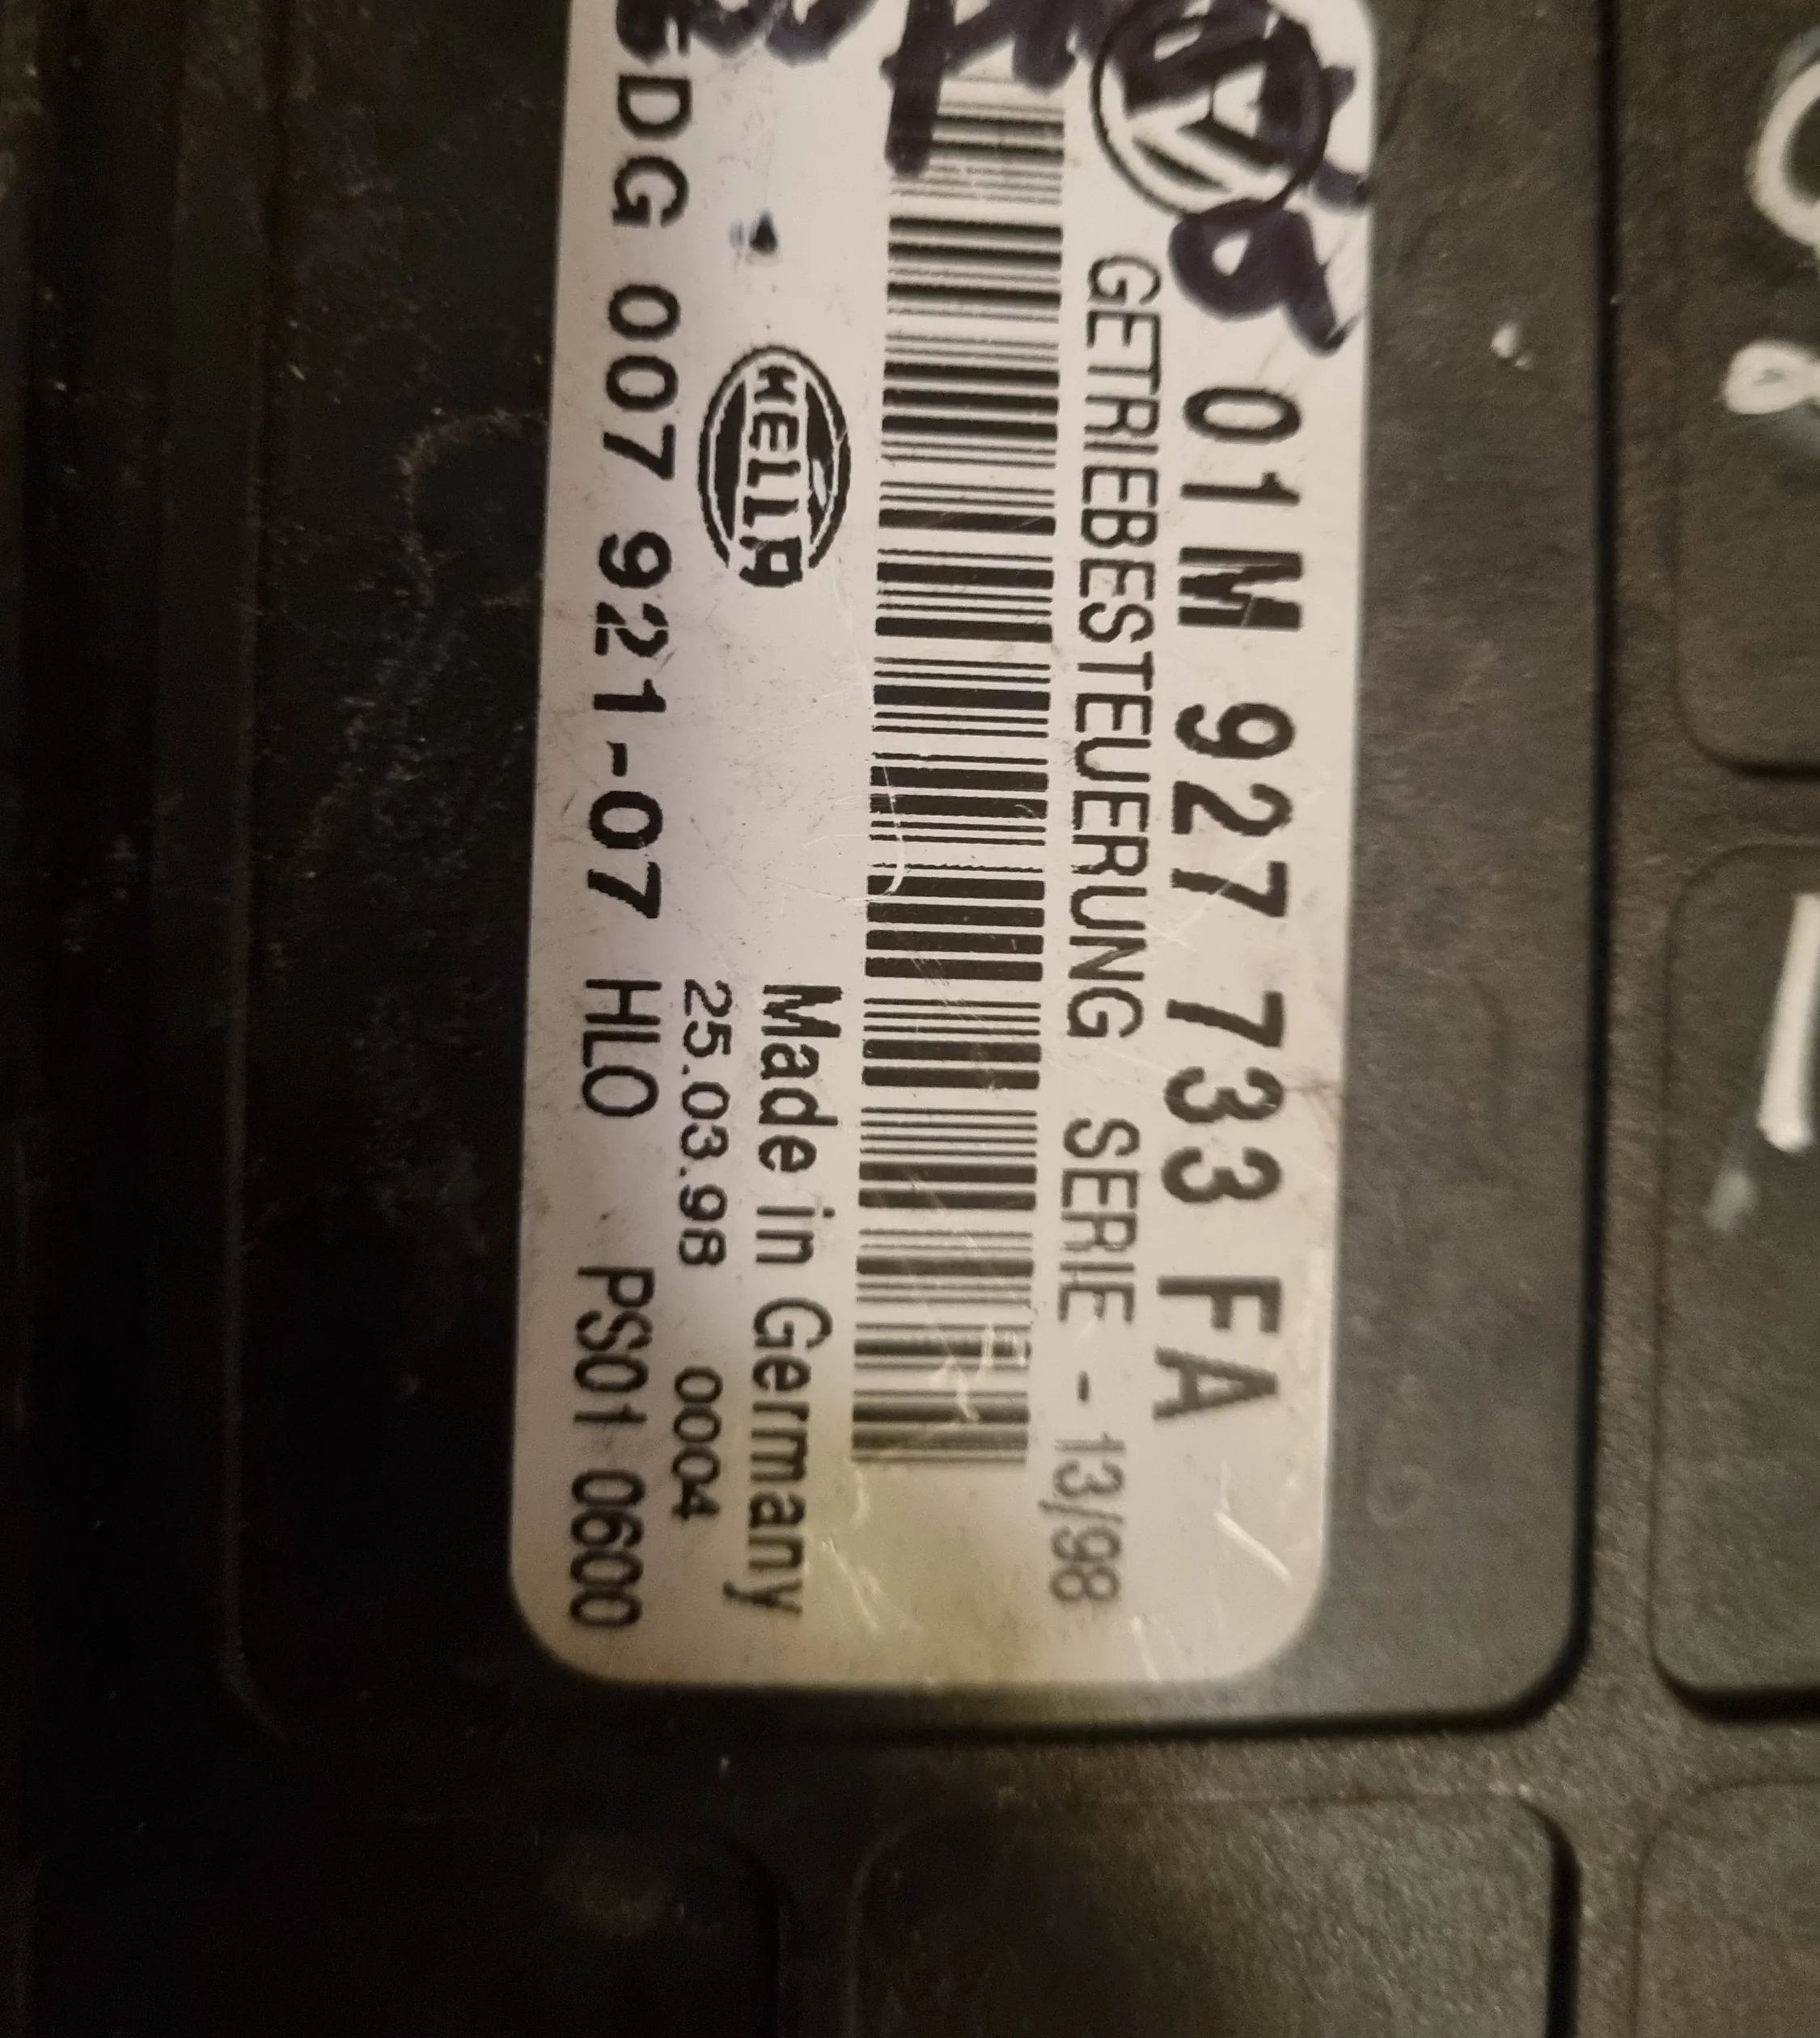 01M 927 733 FA
GETRIEBESTEUERUNG SERIE - 13/98
HELLA
Made in Germany
25.03.98 0004
DG 007 921-07 HLO PS01 0600